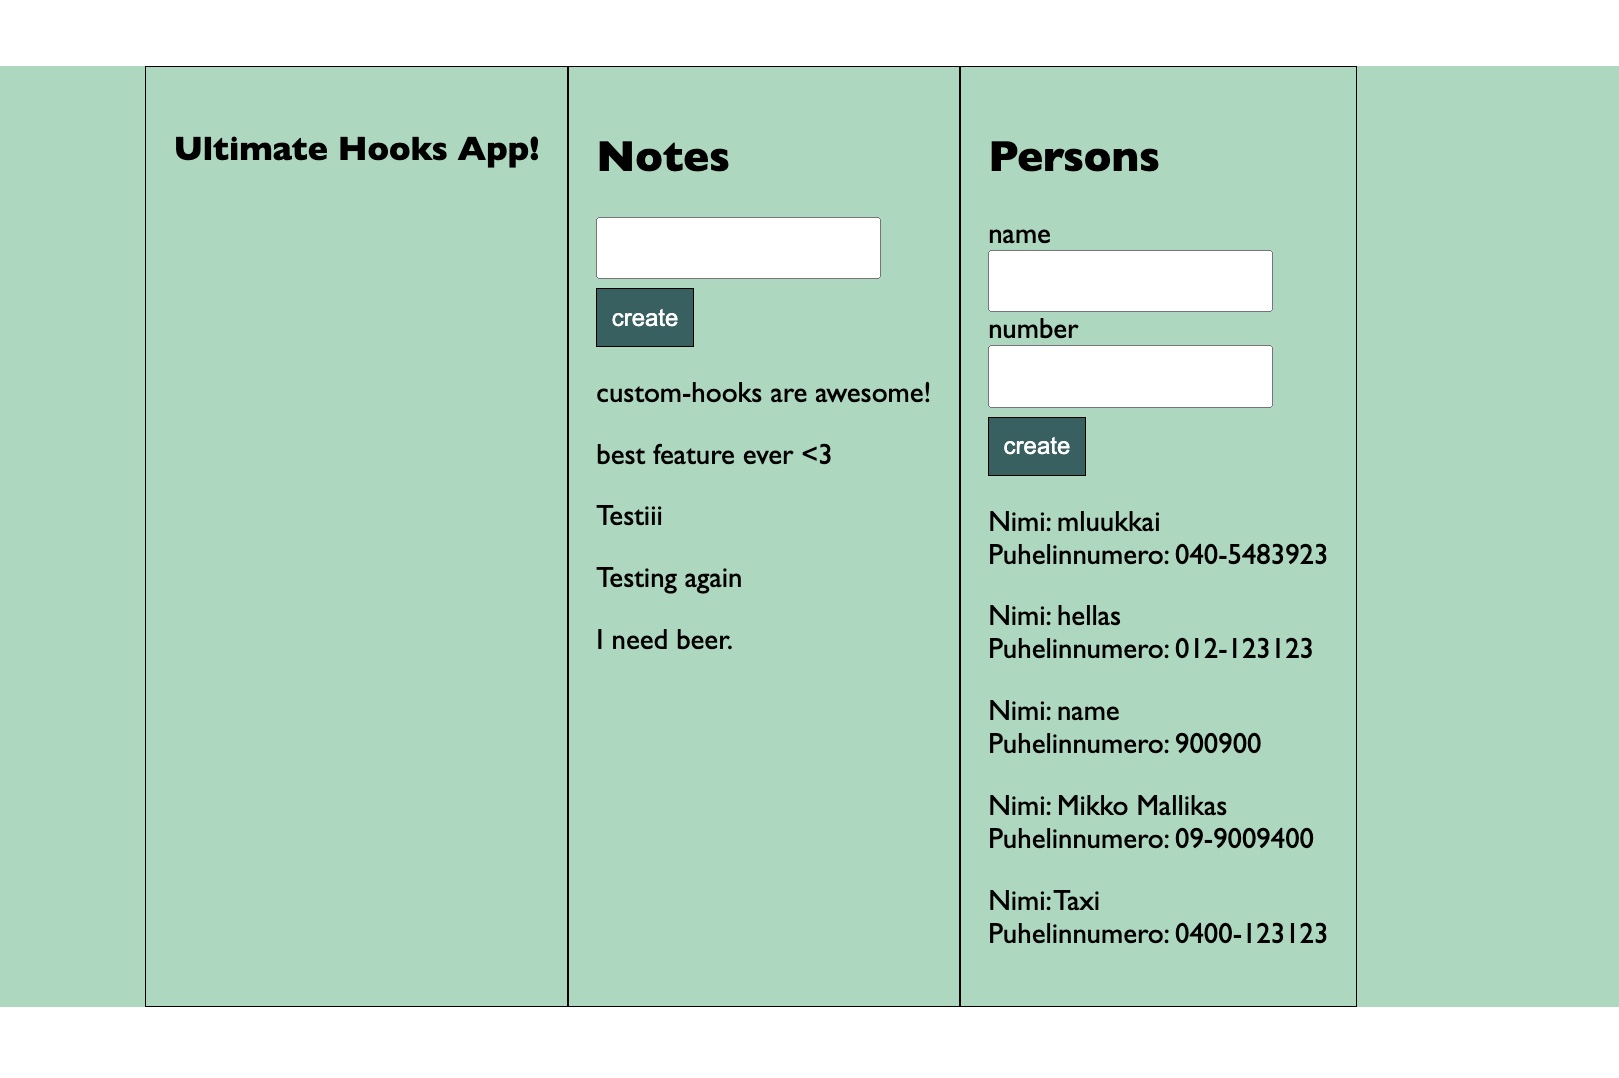 Ultimate Hooks App!
Notes
create
custom-hooks are awesome!
best feature ever <3
Testiii
Testing again
I need beer.
Persons
name
number
create
Nimi: mluukkai
Puhelinnumero: 040-5483923
Nimi: hellas
Puhelinnumero: 012-123123
Nimi: name
Puhelinnumero: 900900
Nimi: Mikko Mallikas
Puhelinnumero: 09-9009400
Nimi: Taxi
Puhelinnumero: 0400-123123